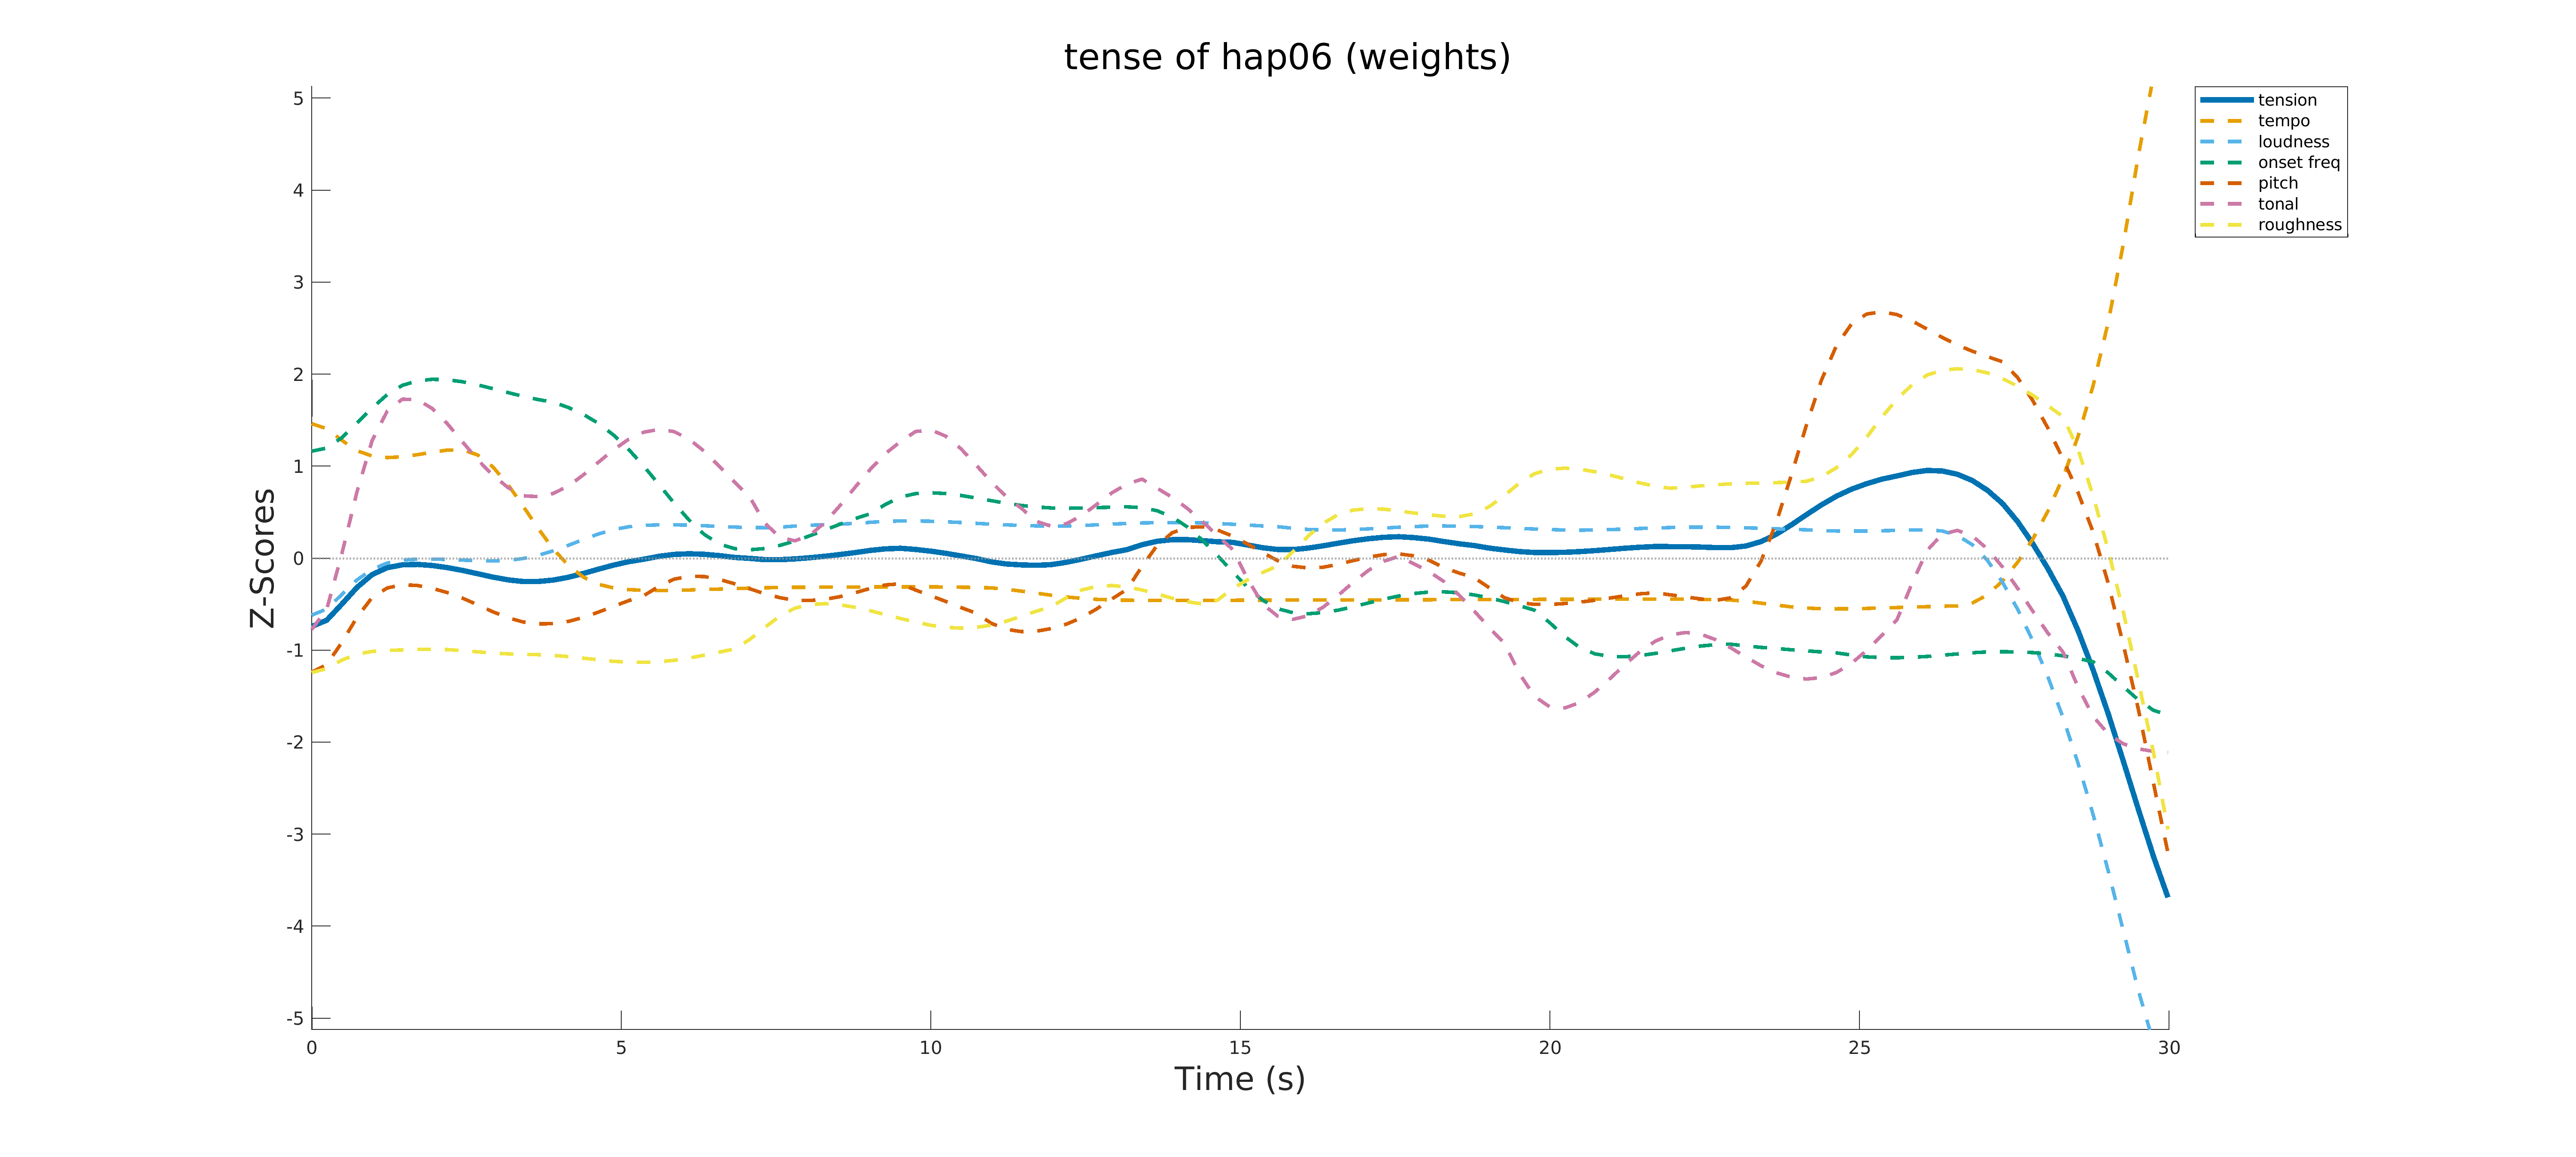 tense of hap06 (weights)
5
4
3
2
1
0
-1
-2
-3
-4
-5
Z-Scores
0 5 10 15 20 25 30
Time (s)
tension
tempo
loudness
onset freq
pitch
tonal
roughness